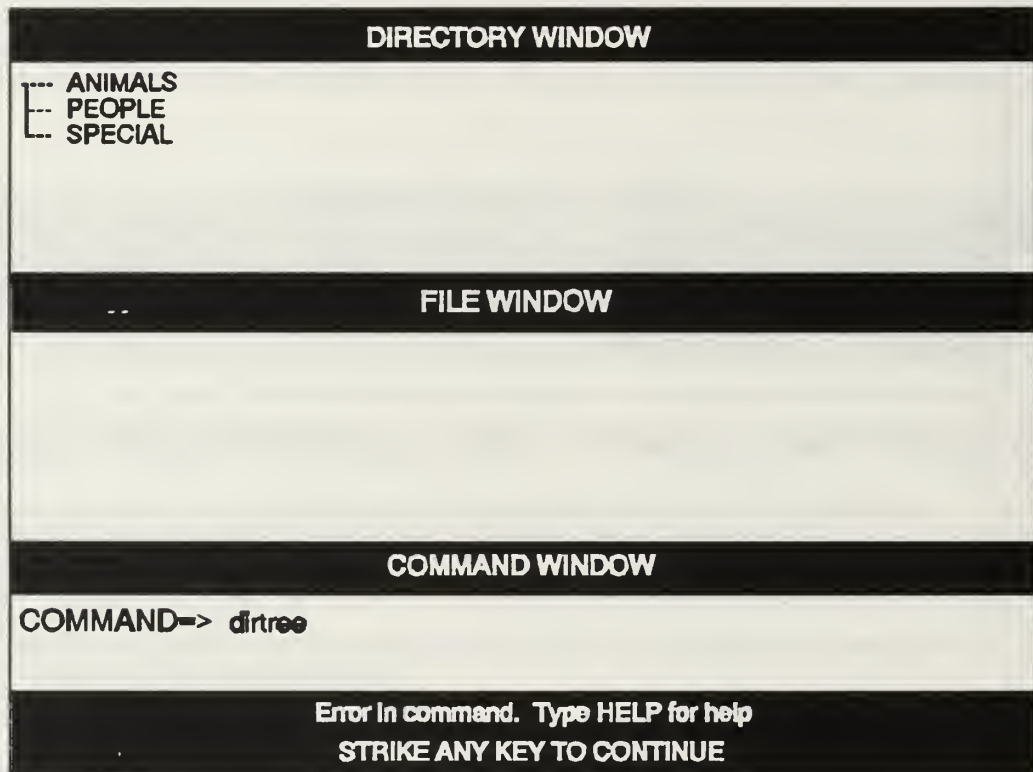 DIRECTORY WINDOW
---- ANIMALS
--- PEOPLE
--- SPECIAL
FILE WINDOW
COMMAND WINDOW
COMMAND=> dirtree
Error in command. Type HELP for help
STRIKE ANY KEY TO CONTINUE